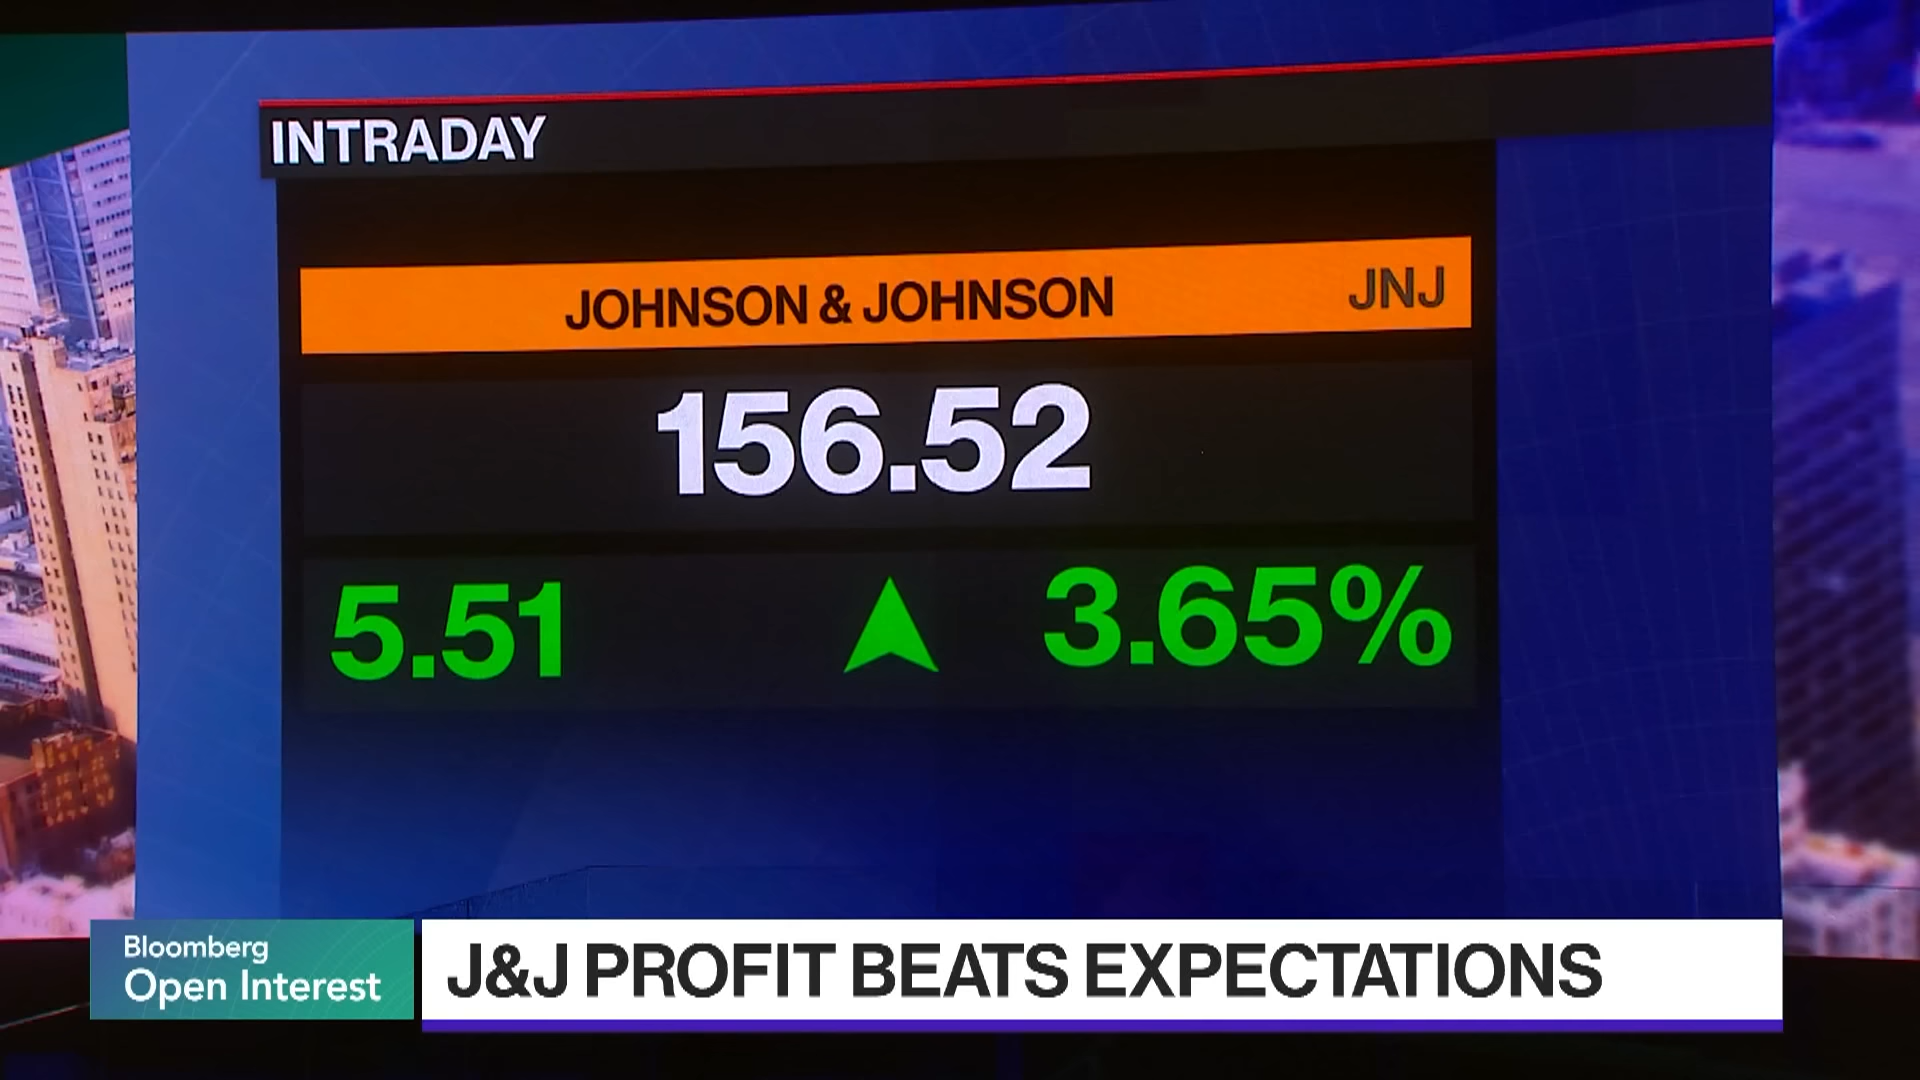 INTRADAY
JOHNSON & JOHNSON JNJ
156.52
5.51 3.65%
Bloomberg
Open Interest
J&J PROFIT BEATS EXPECTATIONS